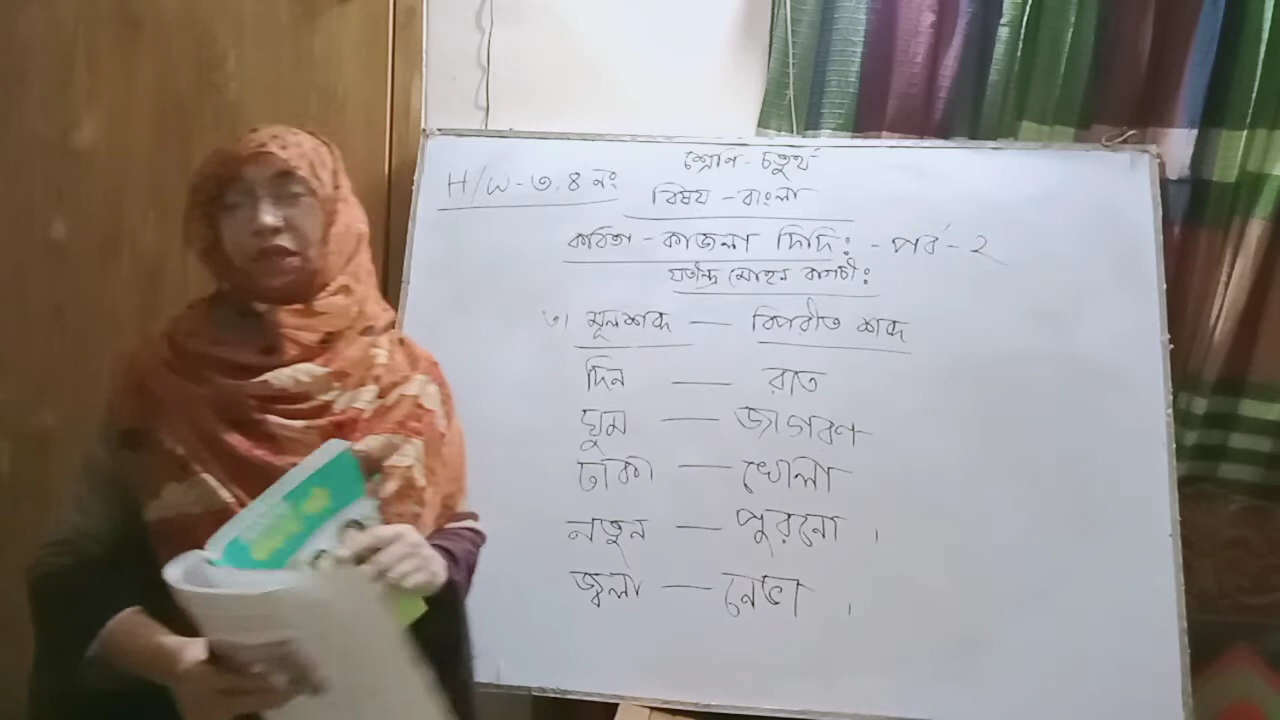 শ্রেণি - চতুর্থ
H/W - ৩, ৪ নং
বিষয় - বাংলা
কবিতা - কাজলা দিদি: - পর্ব - ২
যতীন্দ্র মোহন বাগচী:
৩। মূলশব্দ — বিপরীত শব্দ
দিন — রাত
ঘুম — জাগরণ
ঢাকা — খোলা
নতুন — পুরনো ।
জ্বলা — নেভা ।